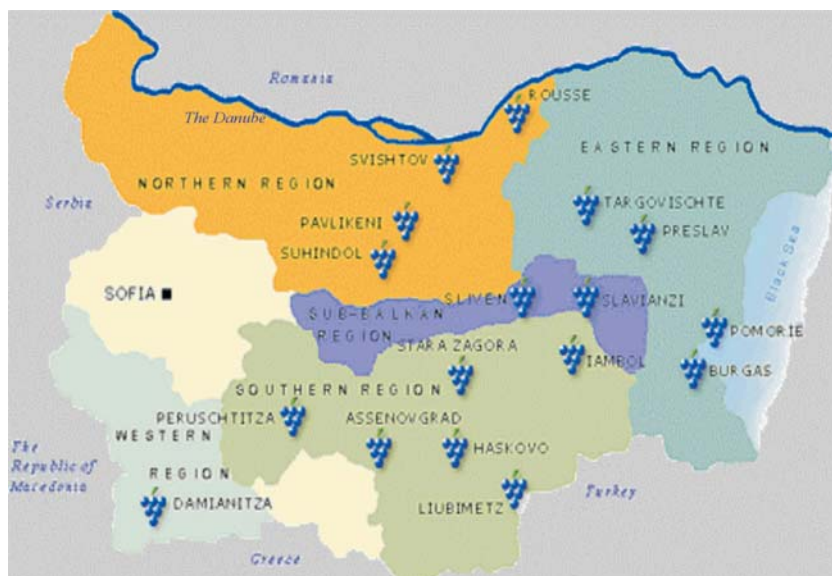 Romania
ROUSSE
The Danube
EASTERN REGION
SVISHTOV
NORTHERN REGION
Serbia
TARGOVISCHTE
PAVLIKENI
PRESLAV
SUHINDOL
Black Sea
SOFIA
SLIVEN
SLAVIANZI
SUB-BALKAN
REGION
POMORIE
STARA ZAGORA
IAMBOL
BURGAS
SOUTHERN REGION
PERUSCHTITZA
ASSENOVGRAD
WESTERN
REGION
HASKOVO
The
Republic of
Macedonia
DAMIANITZA
LIUBIMETZ
Turkey
Greece